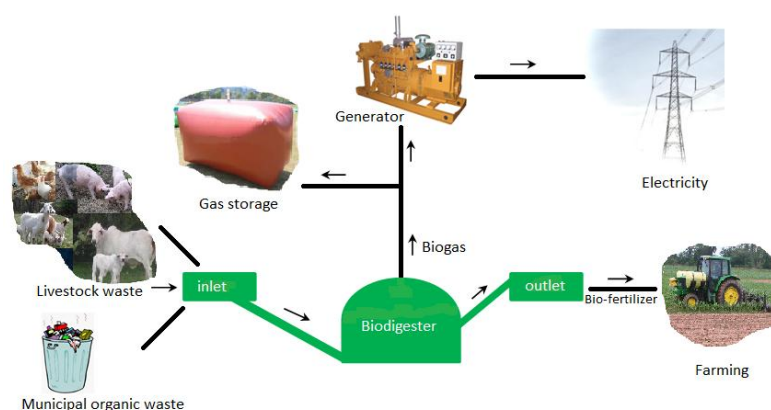 Generator
Electricity
Gas storage
Biogas
Livestock waste
inlet
outlet
Bio-fertilizer
Biodigester
Farming
Municipal organic waste